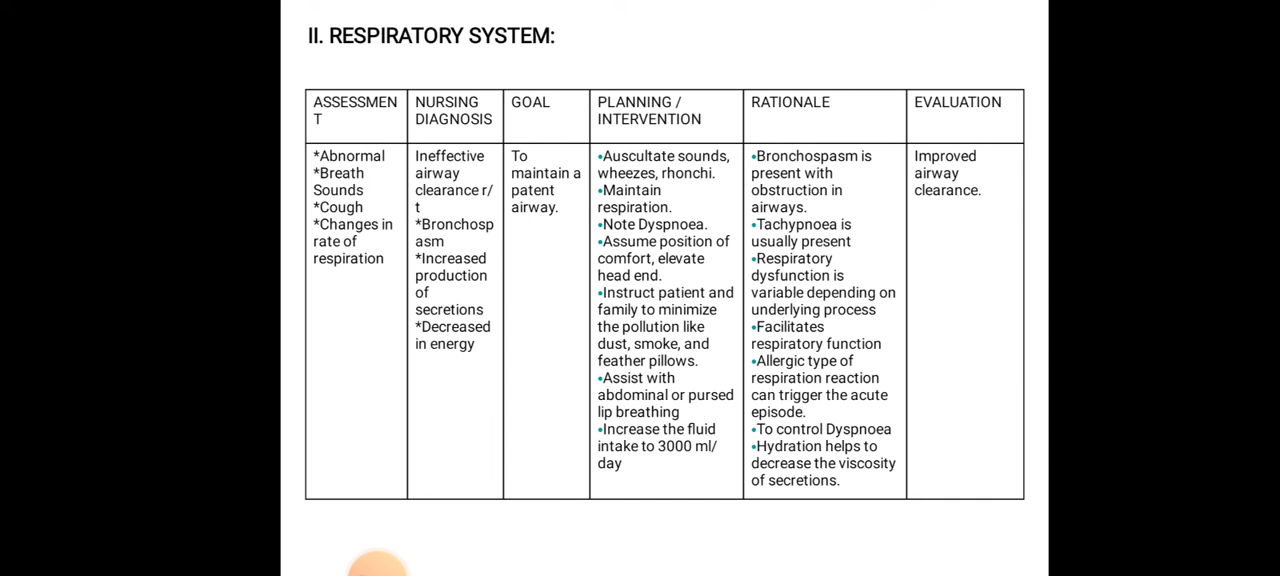 II. RESPIRATORY SYSTEM:
ASSESSMEN
T
NURSING
DIAGNOSIS
GOAL
PLANNING /
INTERVENTION
RATIONALE
EVALUATION
*Abnormal
*Breath
Sounds
*Cough
*Changes in
rate of
respiration
Ineffective
airway
clearance r/
t
*Bronchosp
asm
*Increased
production
of
secretions
*Decreased
in energy
To
maintain a
patent
airway.
•Auscultate sounds,
wheezes, rhonchi.
•Maintain
respiration.
•Note Dyspnoea.
•Assume position of
comfort, elevate
head end.
•Instruct patient and
family to minimize
the pollution like
dust, smoke, and
feather pillows.
•Assist with
abdominal or pursed
lip breathing
•Increase the fluid
intake to 3000 ml/
day
•Bronchospasm is
present with
obstruction in
airways.
•Tachypnoea is
usually present
•Respiratory
dysfunction is
variable depending on
underlying process
•Facilitates
respiratory function
•Allergic type of
respiration reaction
can trigger the acute
episode.
•To control Dyspnoea
•Hydration helps to
decrease the viscosity
of secretions.
Improved
airway
clearance.